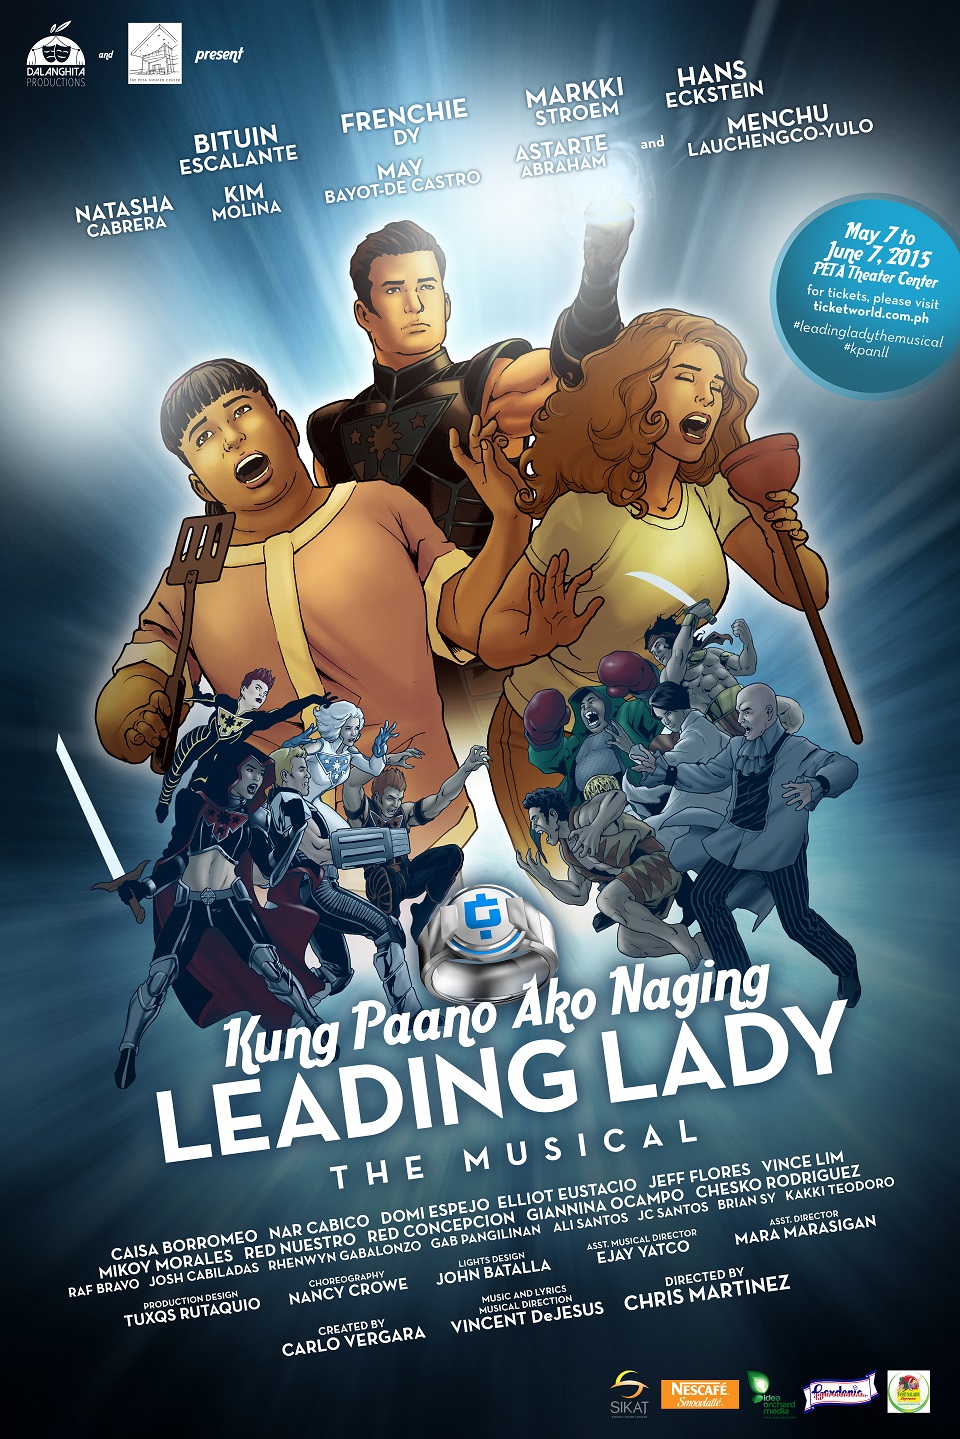 DALANGHITA
PRODUCTIONS
and
THE PETA THEATER CENTER
present
BITUIN
ESCALANTE
FRENCHIE
DY
MARKKI
STROEM
HANS
ECKSTEIN
NATASHA
CABRERA
KIM
MOLINA
MAY
BAYOT-DE CASTRO
ASTARTE
ABRAHAM
and
MENCHU
LAUCHENGCO-YULO
May 7 to
June 7, 2015
PETA Theater Center
for tickets, please visit
ticketworld.com.ph
#leadingladythemusical
#kpanll
Kung Paano Ako Naging
LEADING LADY
THE MUSICAL
CAISA BORROMEO NAR CABICO DOMI ESPEJO ELLIOT EUSTACIO JEFF FLORES VINCE LIM
MIKOY MORALES RED NUESTRO RED CONCEPCION GIANNINA OCAMPO CHESKO RODRIGUEZ
RAF BRAVO JOSH CABILADAS RHENWYN GABALONZO GAB PANGILINAN ALI SANTOS JC SANTOS BRIAN SY KAKKI TEODORO
PRODUCTION DESIGN
TUXQS RUTAQUIO
CHOREOGRAPHY
NANCY CROWE
LIGHTS DESIGN
JOHN BATALLA
ASST. MUSICAL DIRECTOR
EJAY YATCO
ASST. DIRECTOR
MARA MARASIGAN
CREATED BY
CARLO VERGARA
MUSIC AND LYRICS
MUSICAL DIRECTION
VINCENT DeJESUS
DIRECTED BY
CHRIS MARTINEZ
SIKAT
NESCAFÉ
Smoovlatté
idea
orchard
media